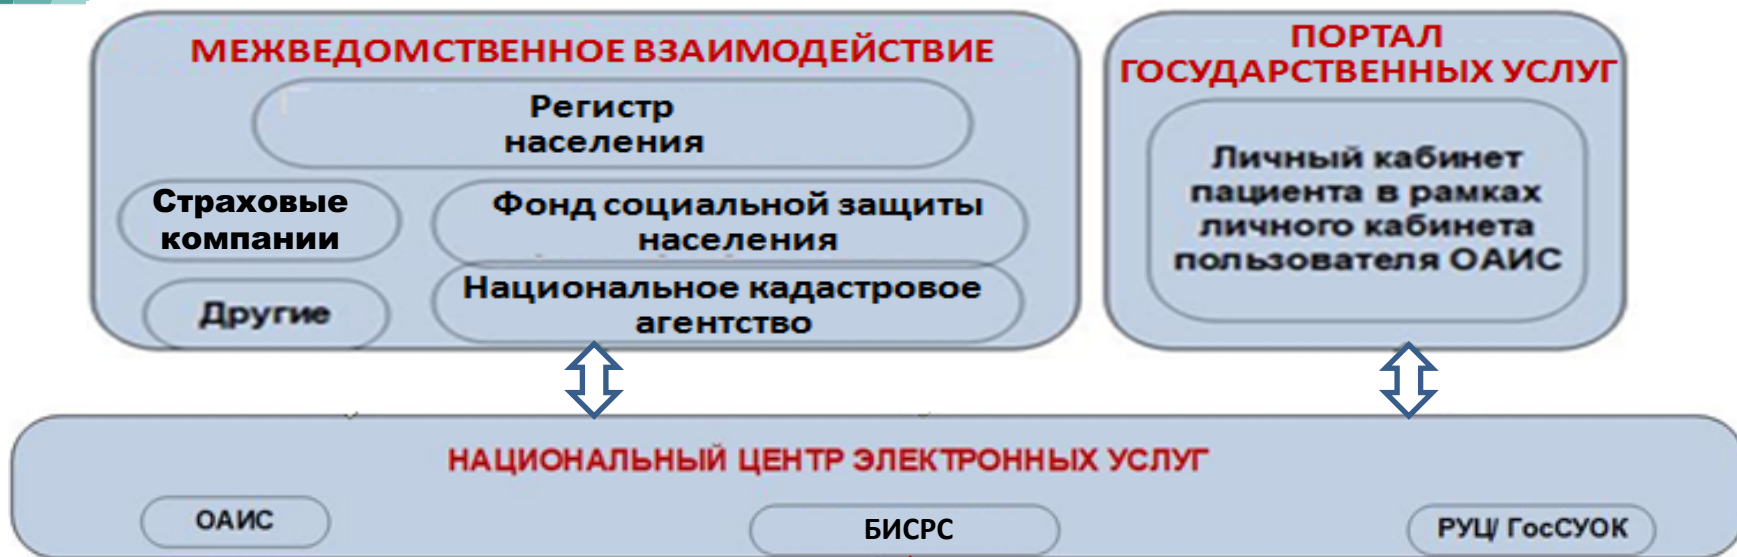 МЕЖВЕДОМСТВЕННОЕ ВЗАИМОДЕЙСТВИЕ
Регистр
населения
Страховые
компании
Фонд социальной защиты
населения
Другие
Национальное кадастровое
агентство
ПОРТАЛ
ГОСУДАРСТВЕННЫХ УСЛУГ
Личный кабинет
пациента в рамках
личного кабинета
пользователя ОАИС
НАЦИОНАЛЬНЫЙ ЦЕНТР ЭЛЕКТРОННЫХ УСЛУГ
ОАИС
БИСРС
РУЦ/ ГосСУОК